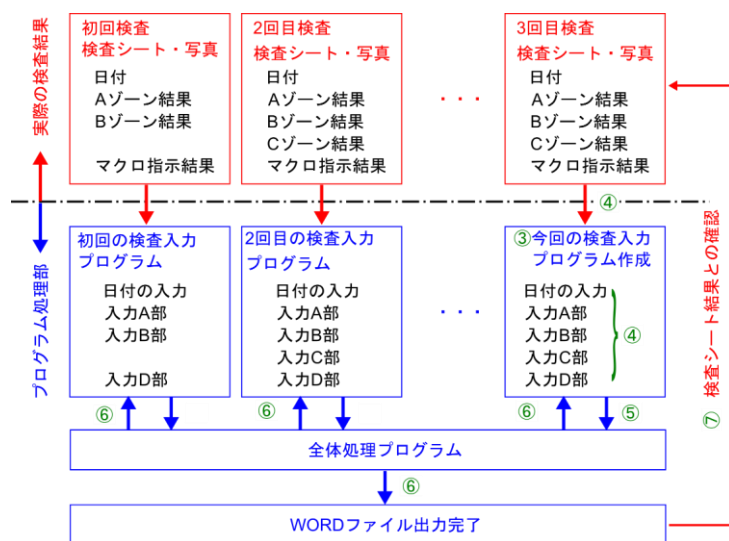 実際の検査結果
初回検査
検査シート・写真
日付
Aゾーン結果
Bゾーン結果
マクロ指示結果
2回目検査
検査シート・写真
日付
Aゾーン結果
Bゾーン結果
Cゾーン結果
マクロ指示結果
・・・
3回目検査
検査シート・写真
日付
Aゾーン結果
Bゾーン結果
Cゾーン結果
マクロ指示結果
④
プログラム処理部
初回の検査入力
プログラム
日付の入力
入力A部
入力B部
入力D部
2回目の検査入力
プログラム
日付の入力
入力A部
入力B部
入力C部
入力D部
・・・
③今回の検査入力
プログラム作成
日付の入力
入力A部
入力B部
入力C部
入力D部
④
⑥
⑥
⑥
⑤
全体処理プログラム
⑥
WORDファイル出力完了
⑦ 検査シート結果との確認